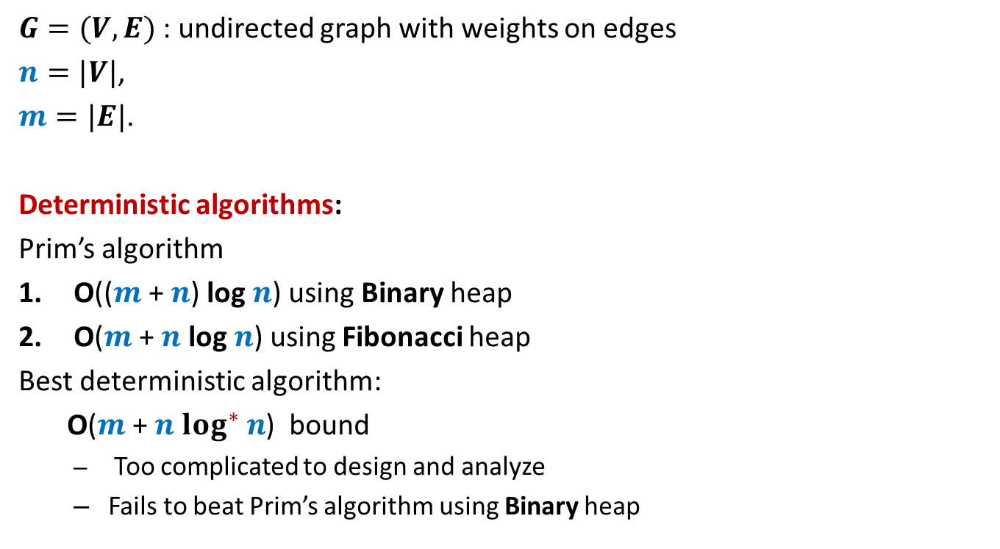 G = (V, E) : undirected graph with weights on edges
n = |V|,
m = |E|.
Deterministic algorithms:
Prim’s algorithm
1. O((m + n) log n) using Binary heap
2. O(m + n log n) using Fibonacci heap
Best deterministic algorithm:
O(m + n log* n) bound
– Too complicated to design and analyze
– Fails to beat Prim’s algorithm using Binary heap